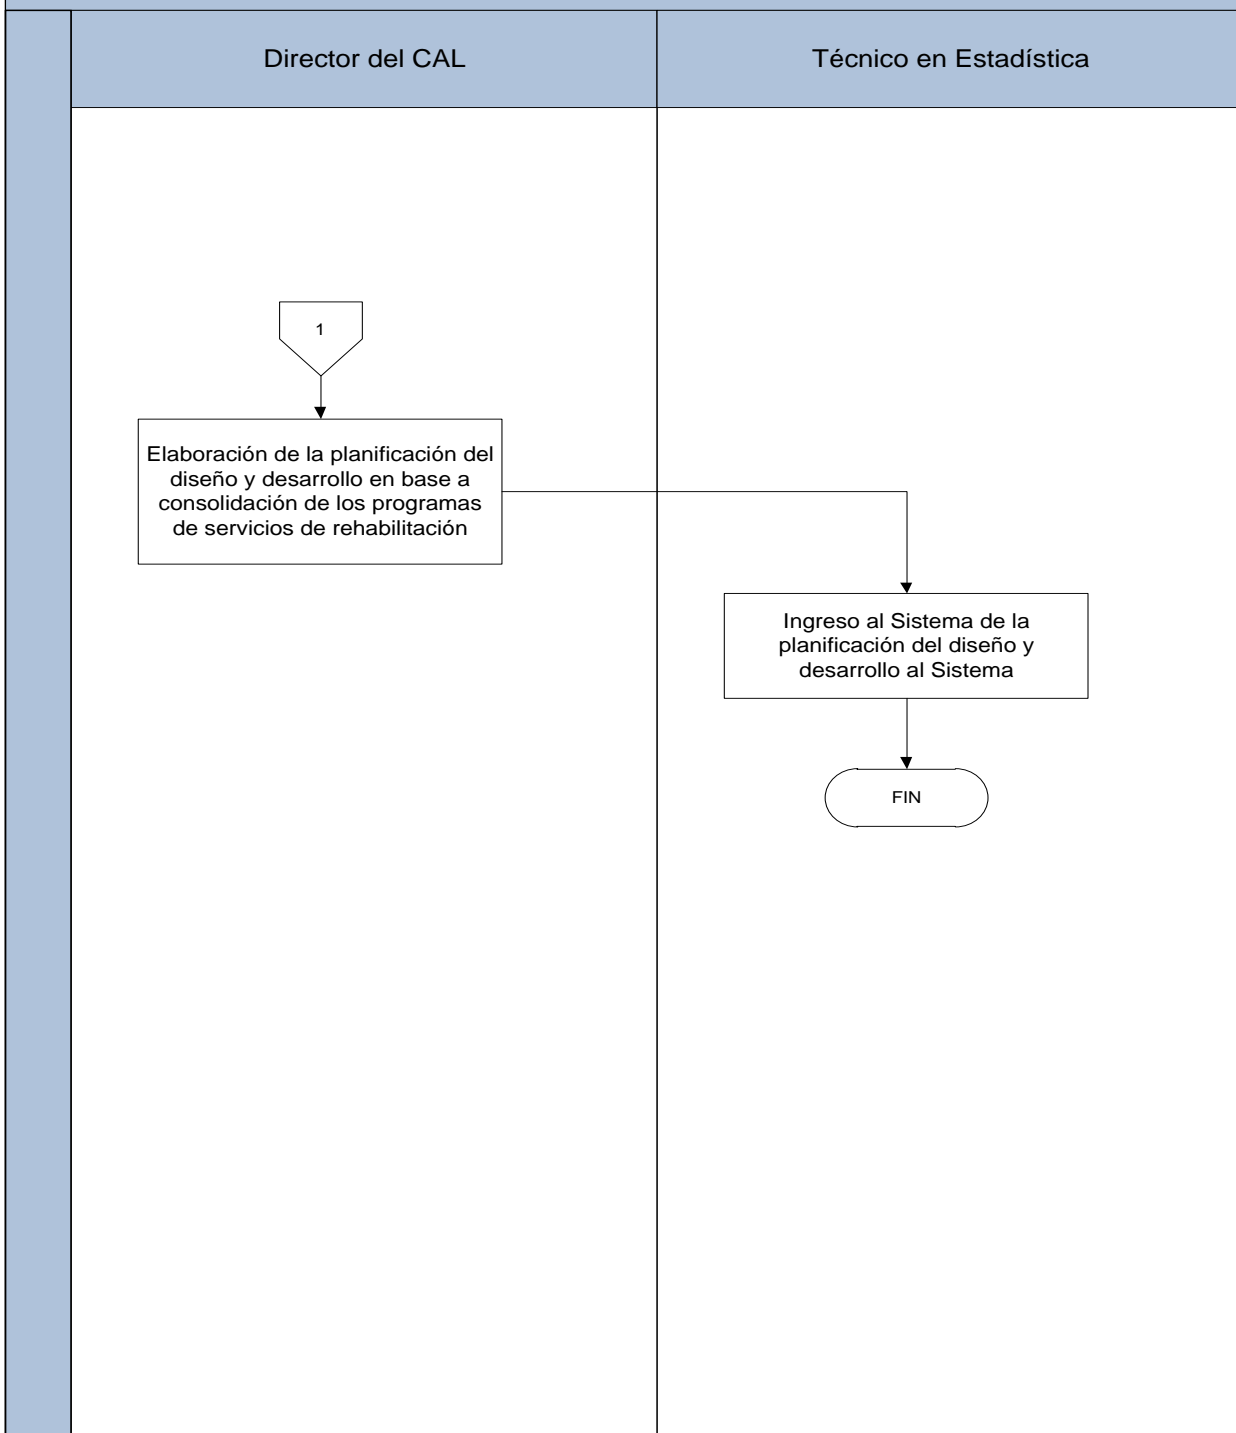 Director del CAL
Técnico en Estadística
1
Elaboración de la planificación del
diseño y desarrollo en base a
consolidación de los programas
de servicios de rehabilitación
Ingreso al Sistema de la
planificación del diseño y
desarrollo al Sistema
FIN